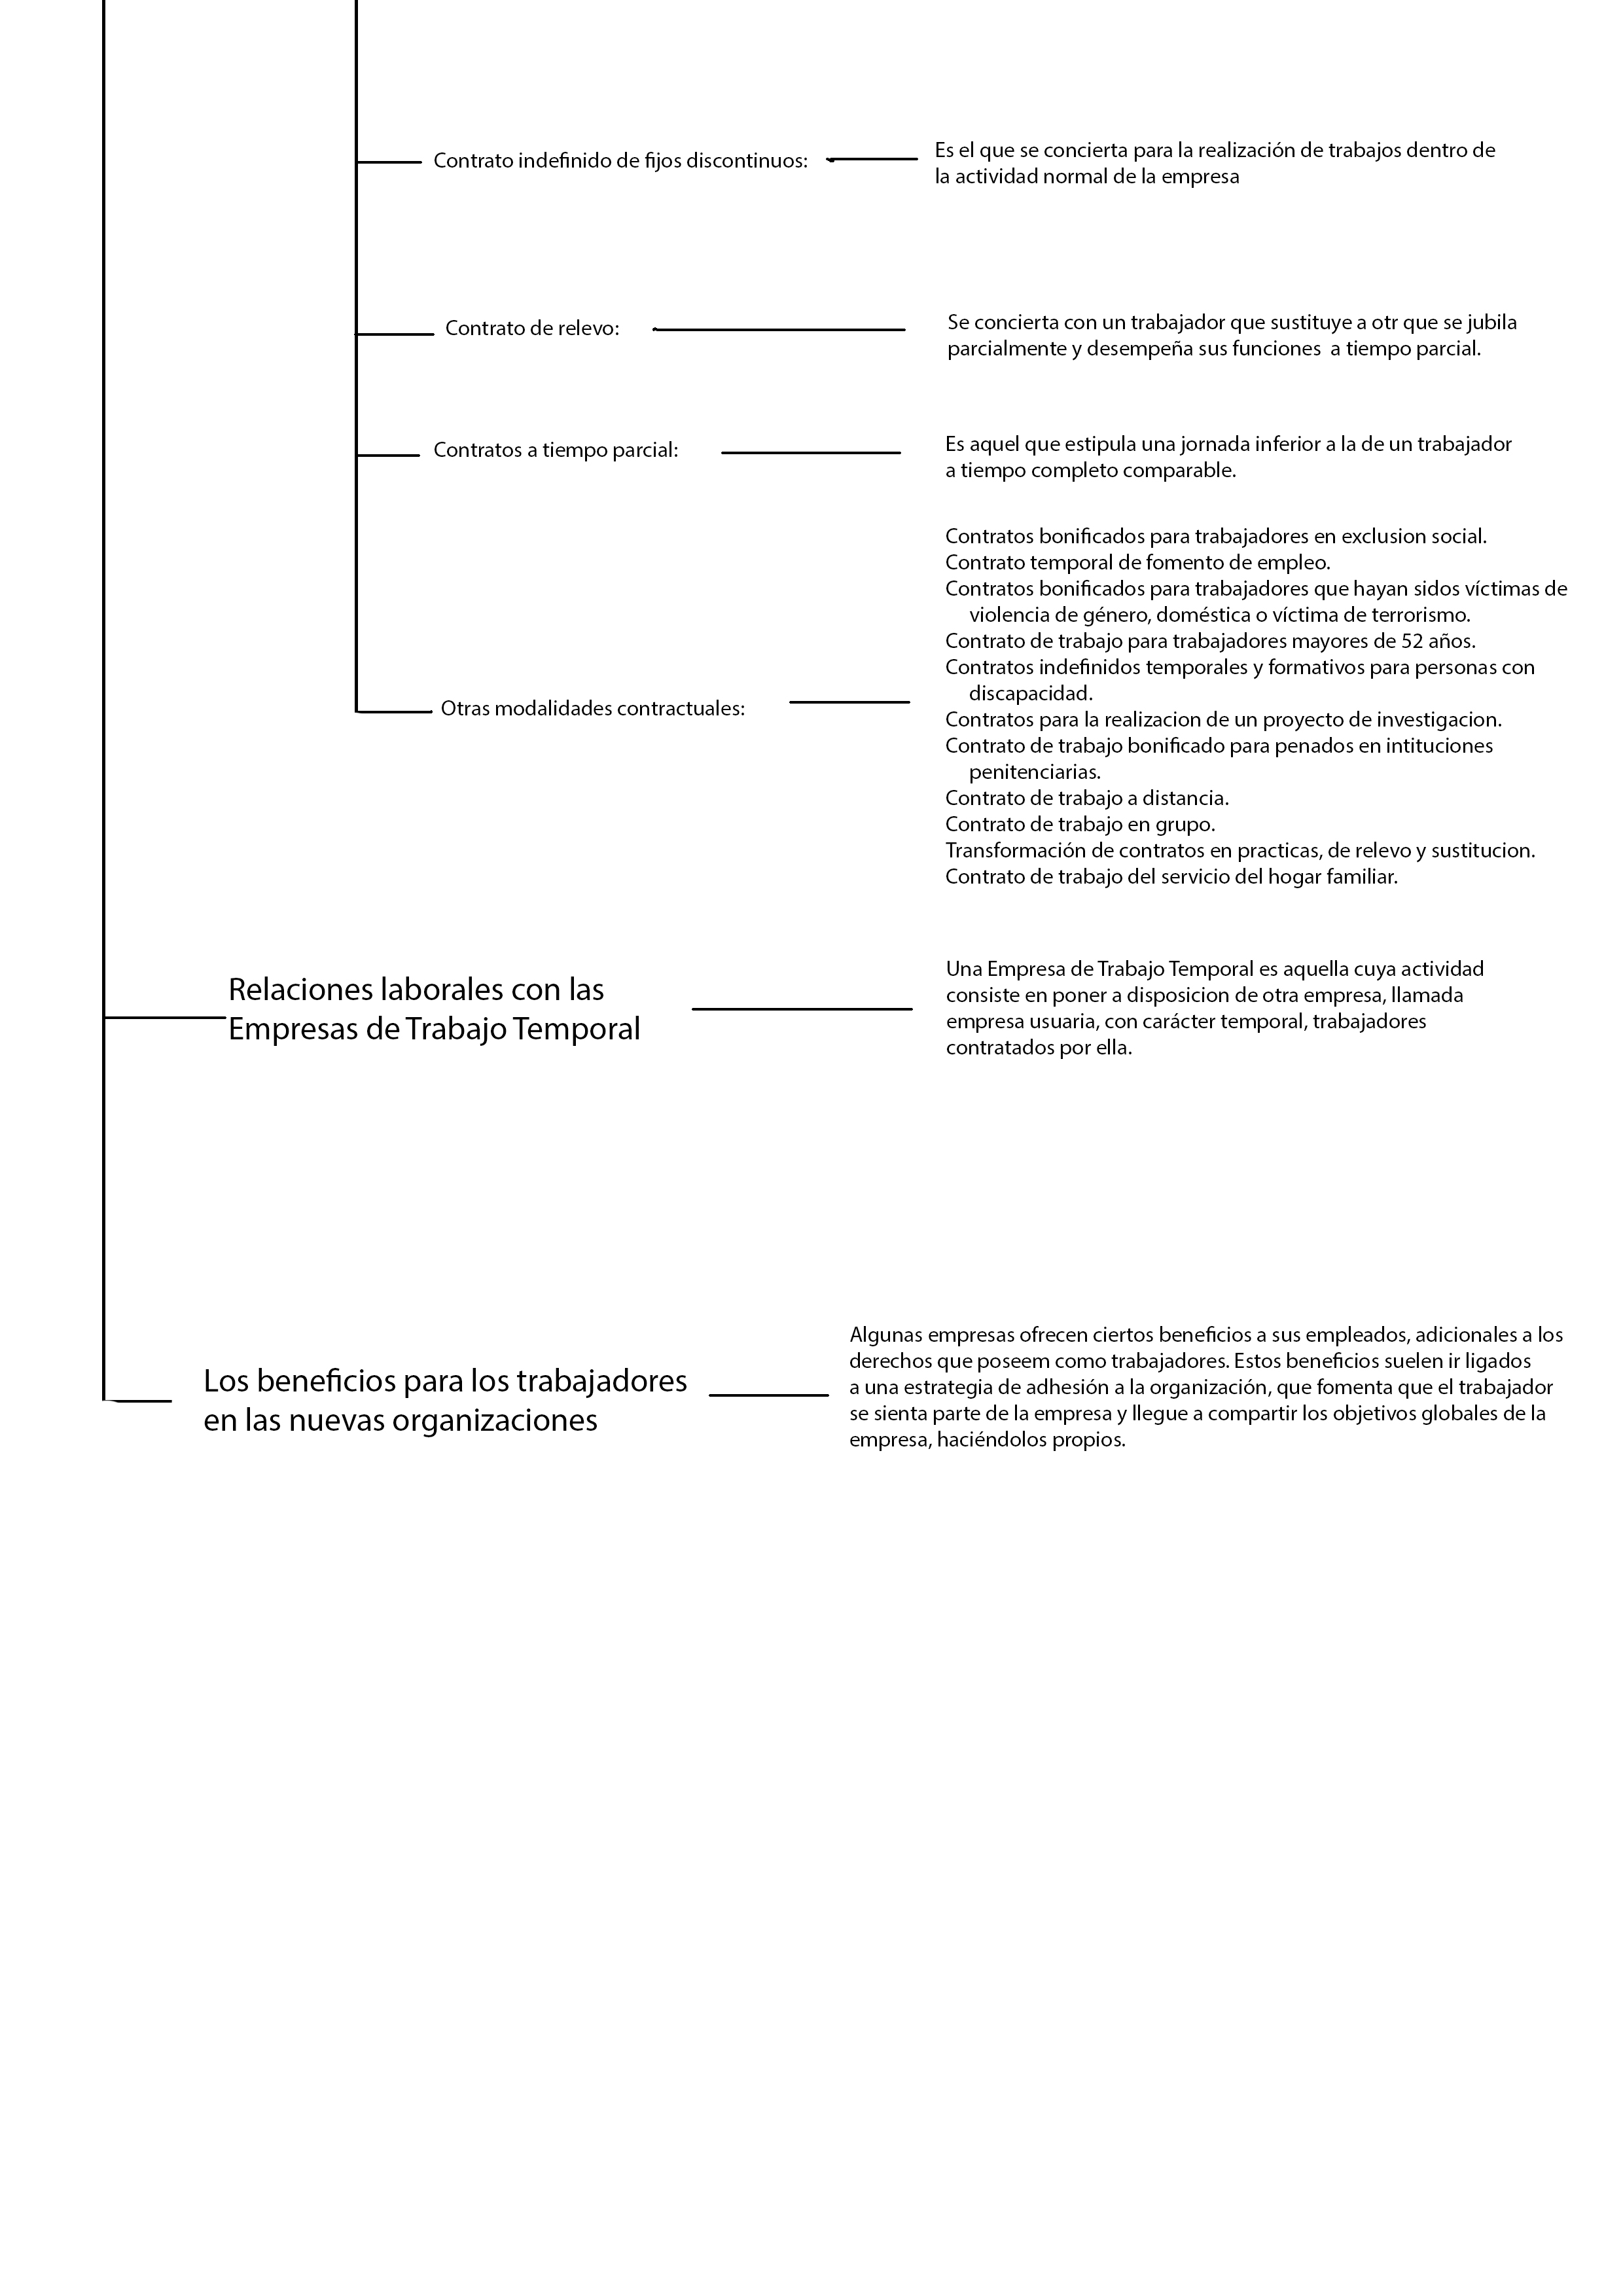 Contrato indefinido de fijos discontinuos:
Es el que se concierta para la realización de trabajos dentro de
la actividad normal de la empresa
Contrato de relevo:
Se concierta con un trabajador que sustituye a otr que se jubila
parcialmente y desempeña sus funciones  a tiempo parcial.
Contratos a tiempo parcial:
Es aquel que estipula una jornada inferior a la de un trabajador
a tiempo completo comparable.
Otras modalidades contractuales:
Contratos bonificados para trabajadores en exclusion social.
Contrato temporal de fomento de empleo.
Contratos bonificados para trabajadores que hayan sidos víctimas de
violencia de género, doméstica o víctima de terrorismo.
Contrato de trabajo para trabajadores mayores de 52 años.
Contratos indefinidos temporales y formativos para personas con
discapacidad.
Contratos para la realizacion de un proyecto de investigacion.
Contrato de trabajo bonificado para penados en intituciones
penitenciarias.
Contrato de trabajo a distancia.
Contrato de trabajo en grupo.
Transformación de contratos en practicas, de relevo y sustitucion.
Contrato de trabajo del servicio del hogar familiar.
Relaciones laborales con las
Empresas de Trabajo Temporal
Una Empresa de Trabajo Temporal es aquella cuya actividad
consiste en poner a disposicion de otra empresa, llamada
empresa usuaria, con carácter temporal, trabajadores
contratados por ella.
Los beneficios para los trabajadores
en las nuevas organizaciones
Algunas empresas ofrecen ciertos beneficios a sus empleados, adicionales a los
derechos que poseem como trabajadores. Estos beneficios suelen ir ligados
a una estrategia de adhesión a la organización, que fomenta que el trabajador
se sienta parte de la empresa y llegue a compartir los objetivos globales de la
empresa, haciéndolos propios.